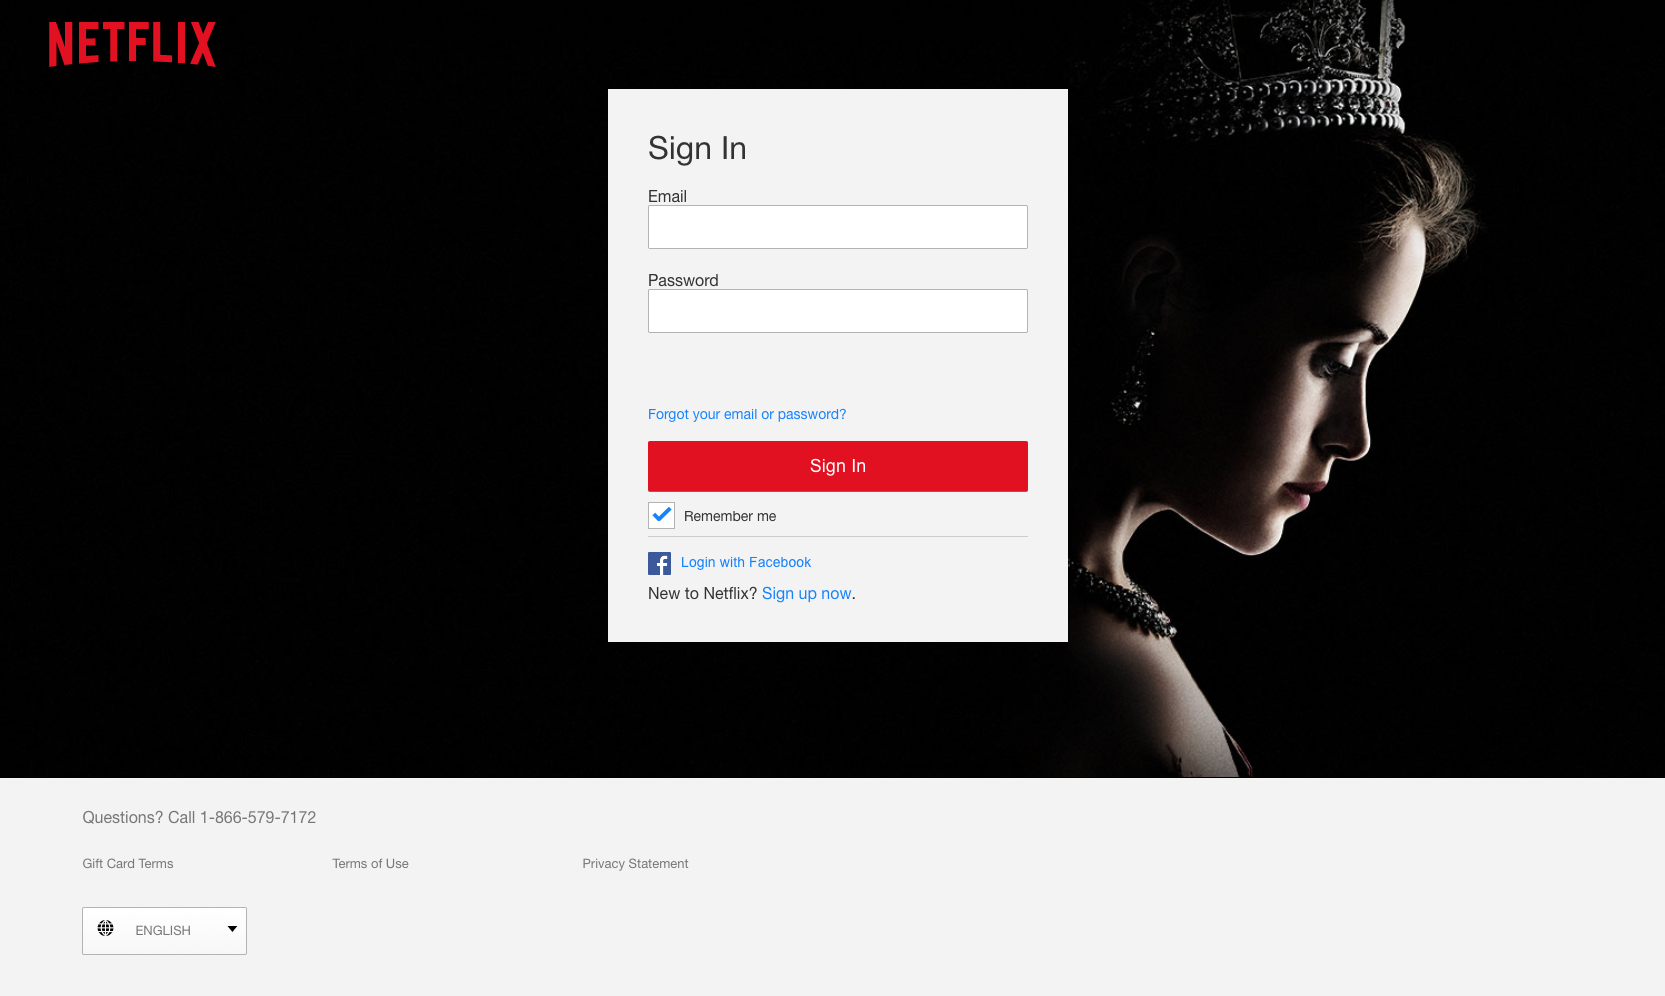 NETFLIX
Sign In
Email
Password
Forgot your email or password?
Sign In
Remember me
Login with Facebook
New to Netflix? Sign up now.
Questions? Call 1-866-579-7172
Gift Card Terms
Terms of Use
Privacy Statement
ENGLISH